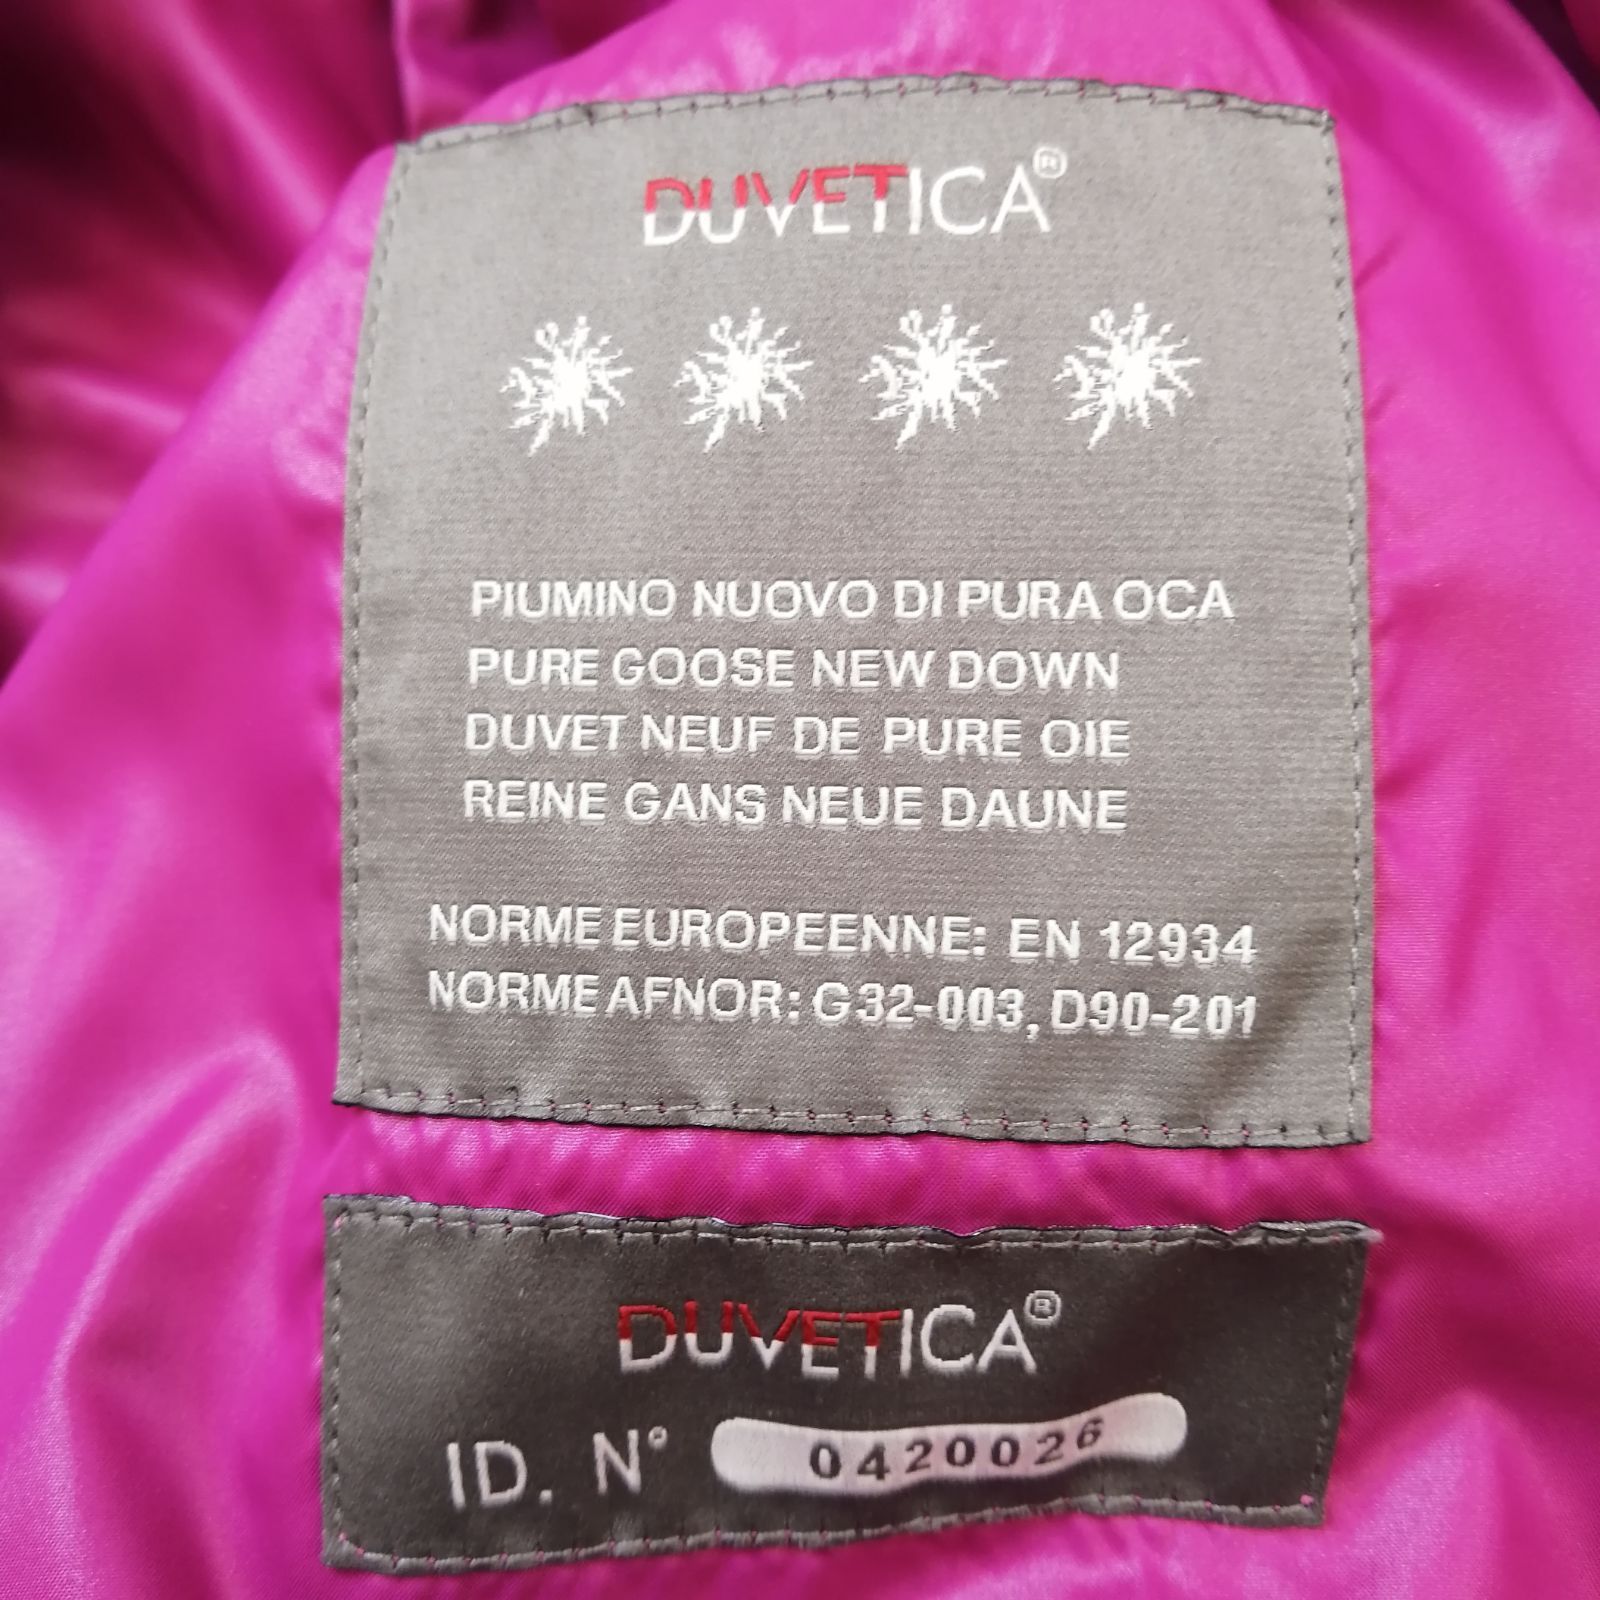 DUVETICA®
PIUMINO NUOVO DI PURA OCA
PURE GOOSE NEW DOWN
DUVET NEUF DE PURE OIE
REINE GANS NEUE DAUNE
NORME EUROPEENNE: EN 12934
NORME AFNOR: G32-003, D90-201
DUVETICA®
ID. N° 0420026